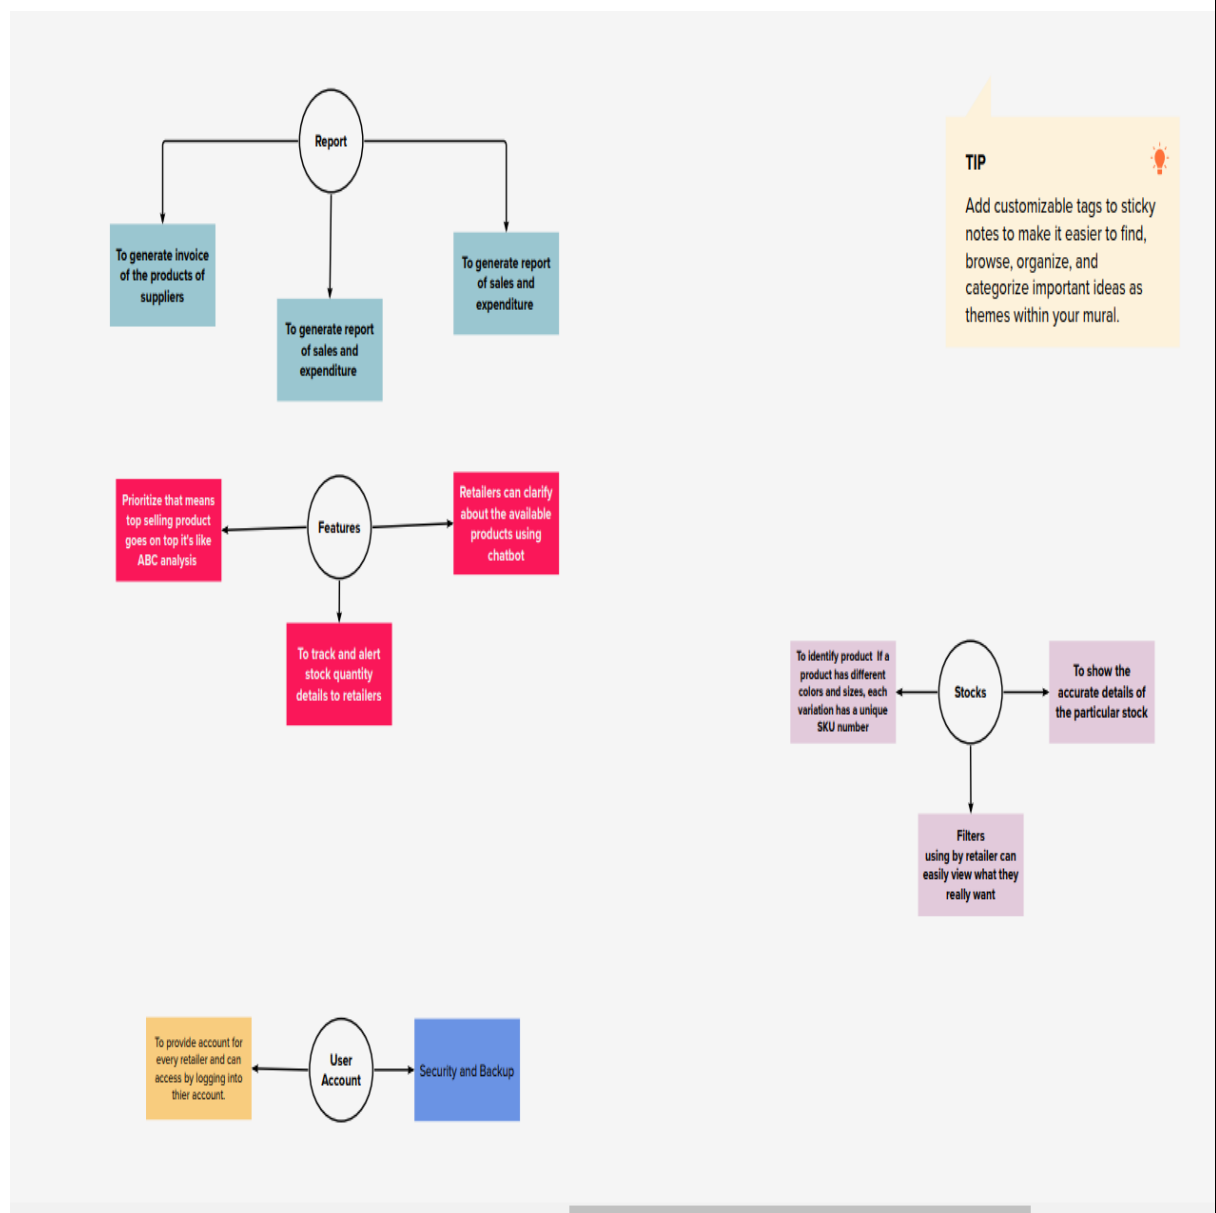 Report
To generate invoice
of the products of
suppliers
To generate report
of sales and
expenditure
To generate report
of sales and
expenditure
TIP
Add customizable tags to sticky
notes to make it easier to find,
browse, organize, and
categorize important ideas as
themes within your mural.
Features
Prioritize that means
top selling product
goes on top it's like
ABC analysis
Retailers can clarify
about the available
products using
chatbot
To track and alert
stock quantity
details to retailers
Stocks
To identify product If a
product has different
colors and sizes, each
variation has a unique
SKU number
To show the
accurate details of
the particular stock
Filters
using by retailer can
easily view what they
really want
User
Account
To provide account for
every retailer and can
access by logging into
thier account.
Security and Backup